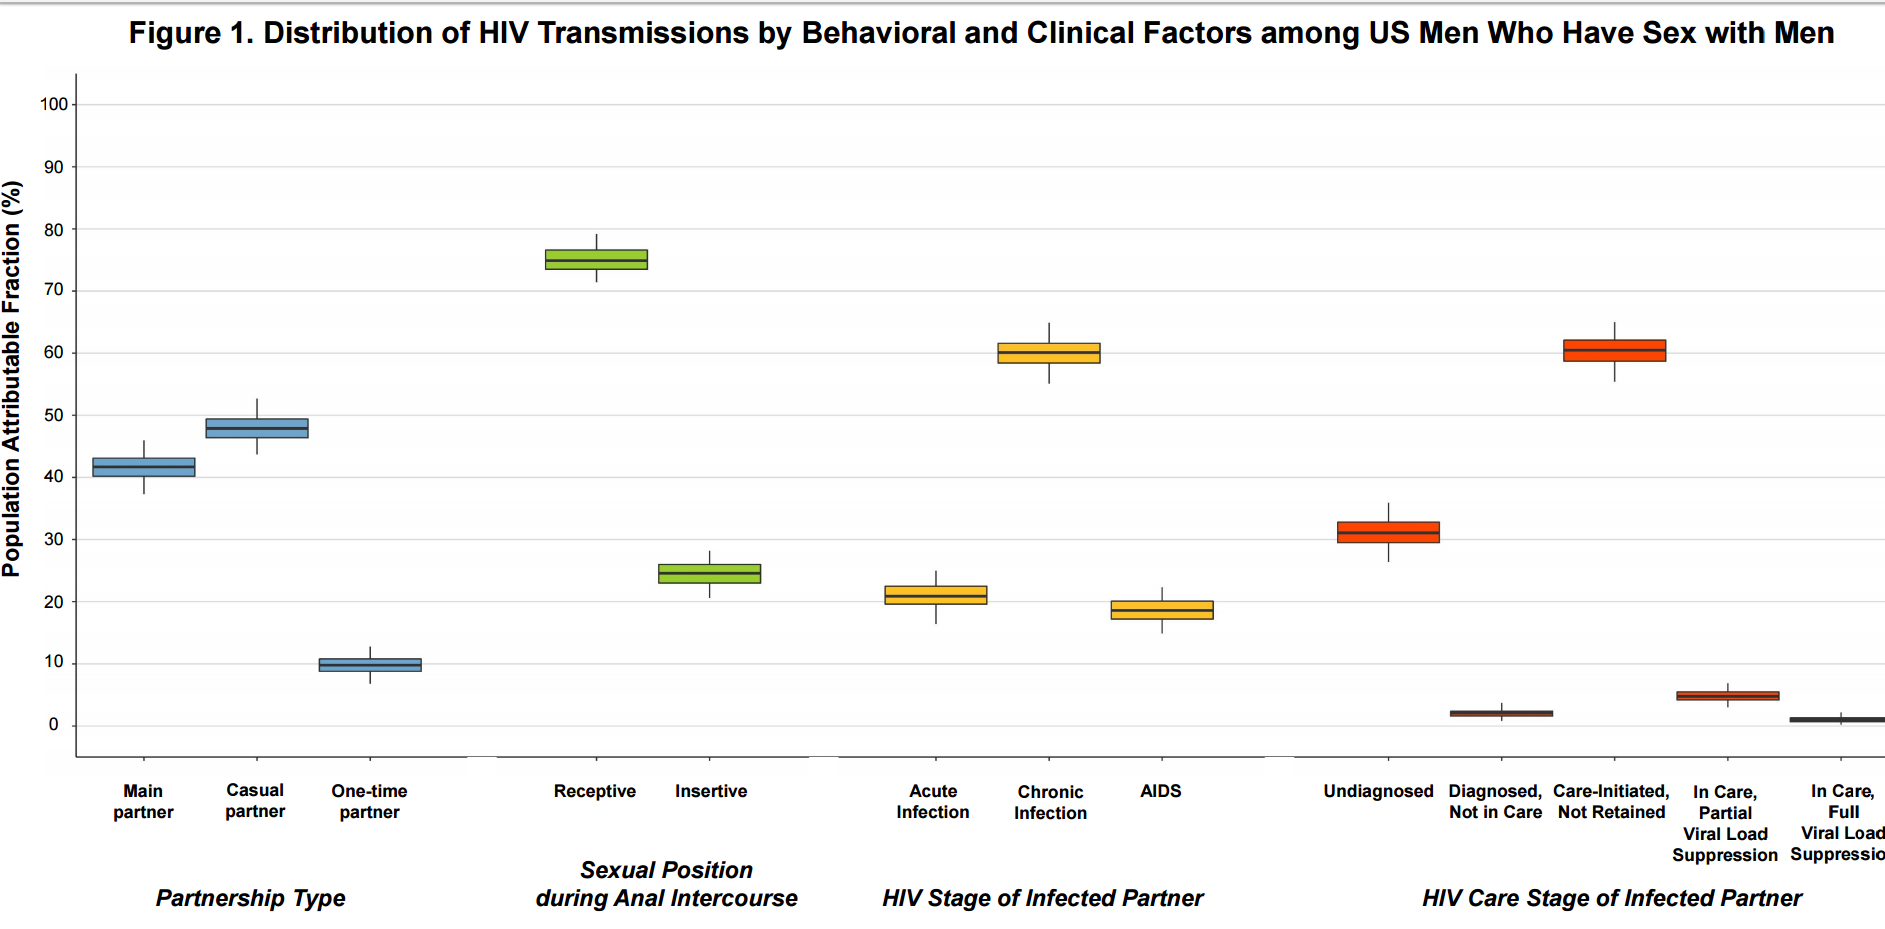 Figure 1. Distribution of HIV Transmissions by Behavioral and Clinical Factors among US Men Who Have Sex with Men
Population Attributable Fraction (%)
100
90
80
70
60
50
40
30
20
10
0
Main
partner
Casual
partner
One-time
partner
Receptive
Insertive
Acute
Infection
Chronic
Infection
AIDS
Undiagnosed
Diagnosed,
Not in Care
Care-Initiated,
Not Retained
In Care,
Partial
Viral Load
Suppression
In Care,
Full
Viral Load
Suppressio
Partnership Type
Sexual Position
during Anal Intercourse
HIV Stage of Infected Partner
HIV Care Stage of Infected Partner